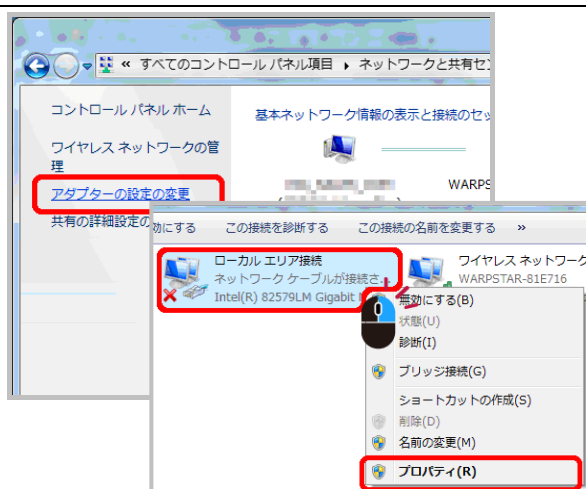 « すべてのコントロール パネル項目 ▸ ネットワークと共有セン
コントロール パネル ホーム
ワイヤレス ネットワークの管
理
アダプターの設定の変更
共有の詳細設定の
基本ネットワーク情報の表示と接続のセッ
WARPS
効にする この接続を診断する この接続の名前を変更する »
ローカル エリア接続
ネットワーク ケーブルが接続さ
Intel(R) 82579LM Gigabit
ワイヤレス ネットワーク
WARPSTAR-81E716
無効にする(B)
状態(U)
診断(I)
ブリッジ接続(G)
ショートカットの作成(S)
削除(D)
名前の変更(M)
プロパティ(R)